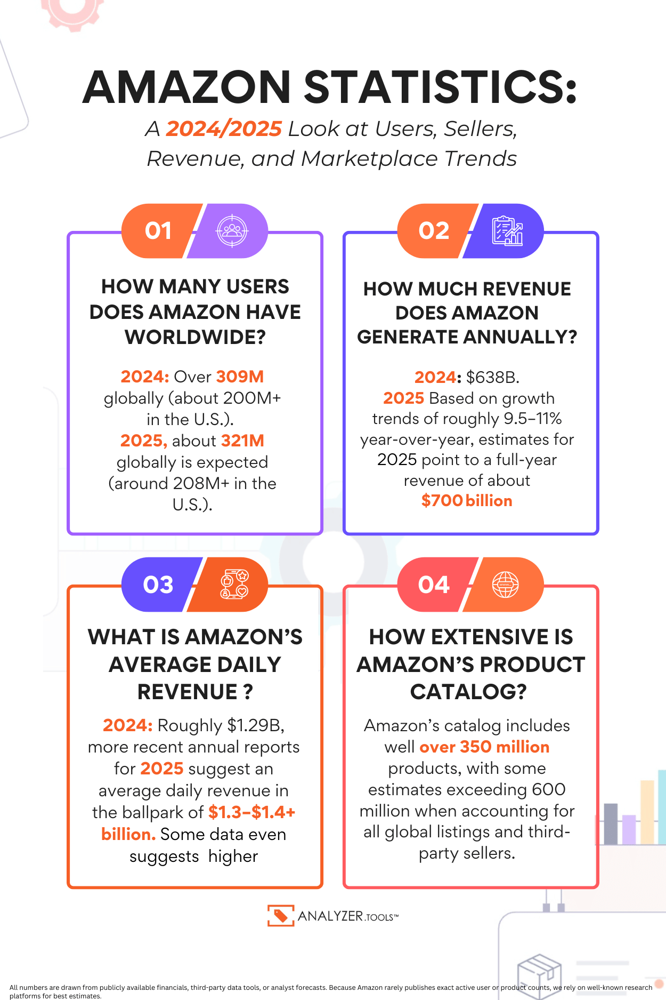 AMAZON STATISTICS:
A 2024/2025 Look at Users, Sellers,
Revenue, and Marketplace Trends
01
HOW MANY USERS
DOES AMAZON HAVE
WORLDWIDE?
2024: Over 309M
globally (about 200M+
in the U.S.).
2025, about 321M
globally is expected
(around 208M+ in the
U.S.).
02
HOW MUCH REVENUE
DOES AMAZON
GENERATE ANNUALLY?
2024: $638B.
2025 Based on growth
trends of roughly 9.5–11%
year-over-year, estimates for
2025 point to a full-year
revenue of about
$700 billion
03
WHAT IS AMAZON’S
AVERAGE DAILY
REVENUE ?
2024: Roughly $1.29B,
more recent annual reports
for 2025 suggest an
average daily revenue in
the ballpark of $1.3–$1.4+
billion. Some data even
suggests higher
04
www...
HOW EXTENSIVE IS
AMAZON’S PRODUCT
CATALOG?
Amazon’s catalog includes
well over 350 million
products, with some
estimates exceeding 600
million when accounting for
all global listings and third-
party sellers.
ANALYZER.TOOLS™
All numbers are drawn from publicly available financials, third-party data tools, or analyst forecasts. Because Amazon rarely publishes exact active user or product counts, we rely on well-known research
platforms for best estimates.